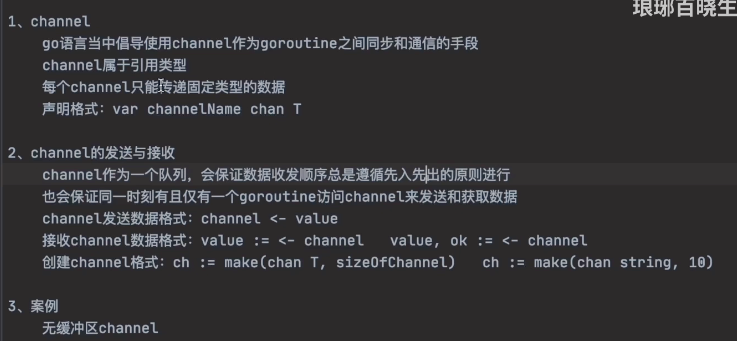 琅琊百晓生
1、channel
go语言当中倡导使用channel作为goroutine之间同步和通信的手段
channel属于引用类型
每个channel只能传递固定类型的数据
声明格式：var channelName chan T
2、channel的发送与接收
channel作为一个队列，会保证数据收发顺序总是遵循先入先出的原则进行
也会保证同一时刻有且仅有一个goroutine访问channel来发送和获取数据
channel发送数据格式：channel <- value
接收channel数据格式：value := <- channel   value, ok := <- channel
创建channel格式：ch := make(chan T, sizeOfChannel)   ch := make(chan string, 10)
3、案例
无缓冲区channel